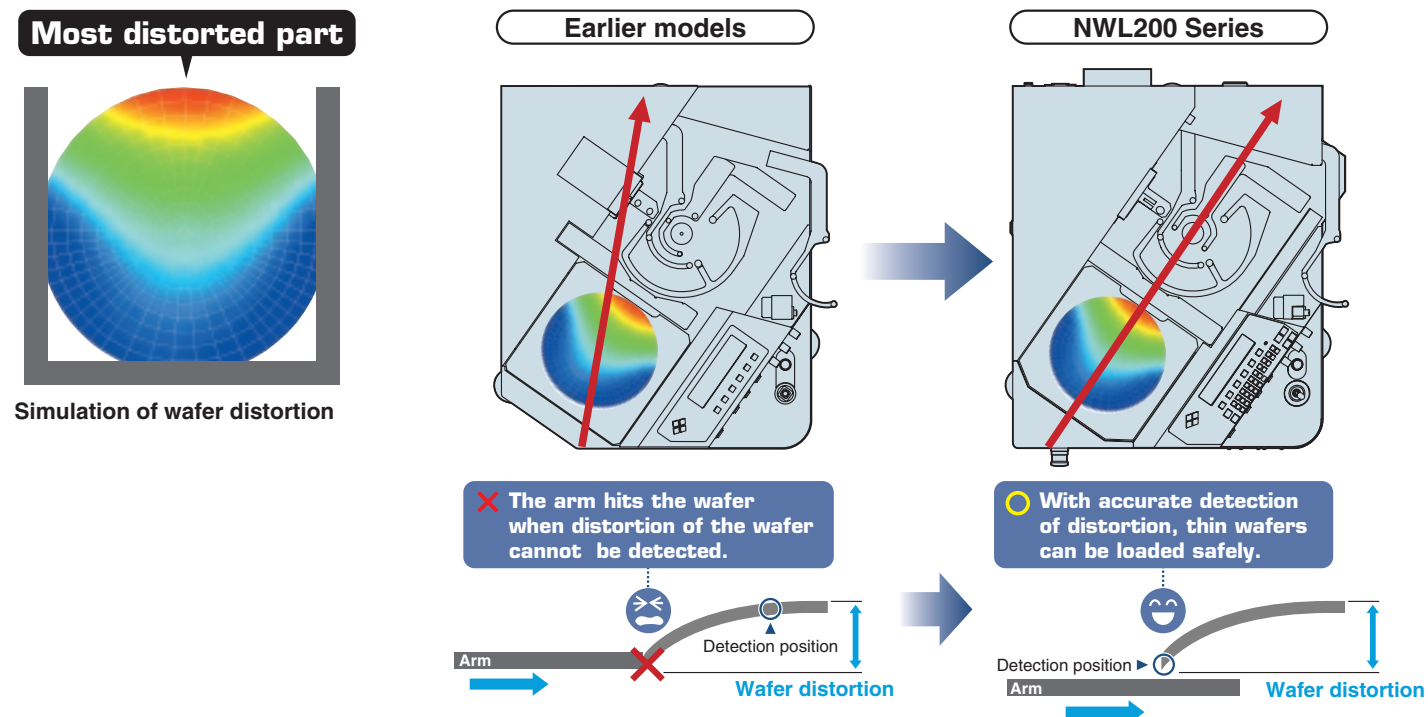 Most distorted part
Simulation of wafer distortion
Earlier models
NWL200 Series
The arm hits the wafer
when distortion of the wafer
cannot be detected.
With accurate detection
of distortion, thin wafers
can be loaded safely.
Detection position
Arm
Wafer distortion
Detection position
Arm
Wafer distortion